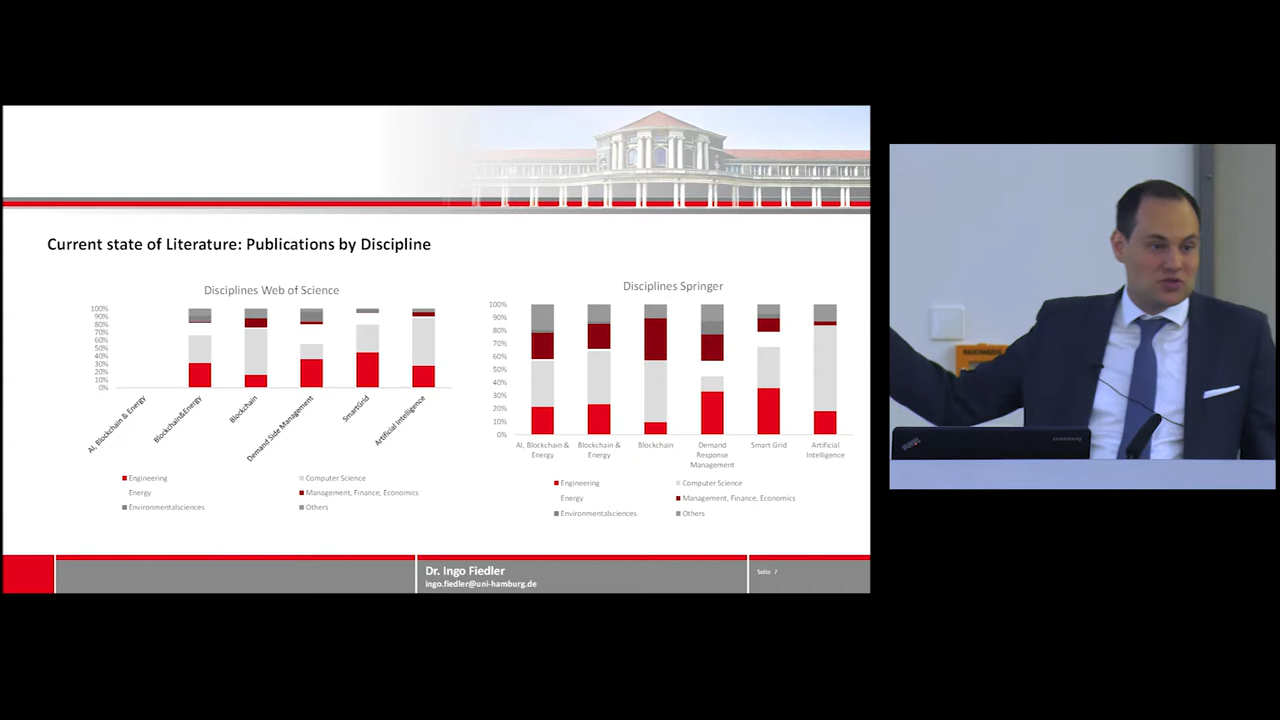 Current state of Literature: Publications by Discipline
Disciplines Web of Science
100%
90%
80%
70%
60%
50%
40%
30%
20%
10%
0%
AI, Blockchain & Energy
Blockchain&Energy
Blockchain
Demand Side Management
SmartGrid
Artificial Intelligence
Engineering
Computer Science
Energy
Management, Finance, Economics
Environmentalsciences
Others
Disciplines Springer
100%
90%
80%
70%
60%
50%
40%
30%
20%
10%
0%
AI, Blockchain &
Energy
Blockchain &
Energy
Blockchain
Demand
Response
Management
Smart Grid
Artificial
Intelligence
Engineering
Computer Science
Energy
Management, Finance, Economics
Environmentalsciences
Others
Dr. Ingo Fiedler
ingo.fiedler@uni-hamburg.de
Seite 7